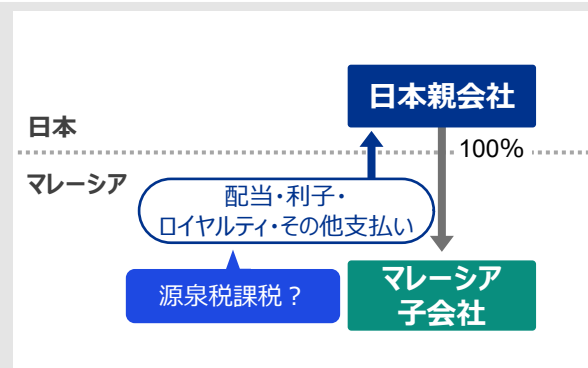 日本親会社
日本
100%
マレーシア
配当・利子・
ロイヤルティ・その他支払い
源泉税課税？
マレーシア
子会社